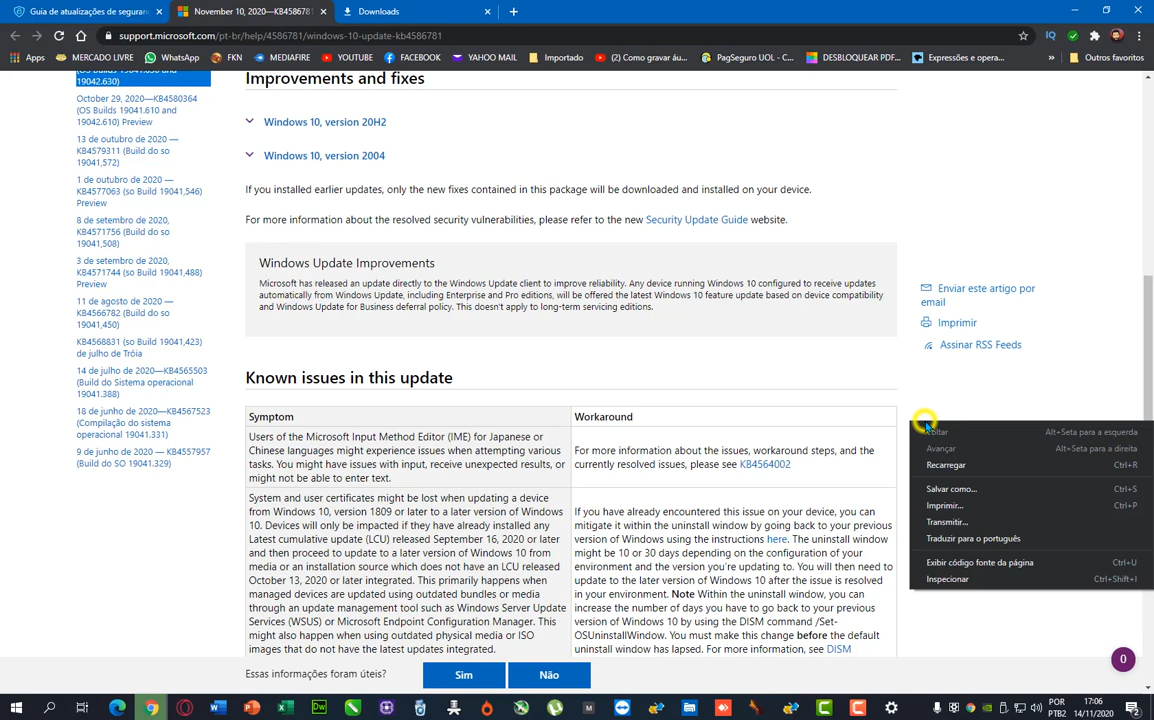 Guia de atualizações de seguran
November 10, 2020—KB4586781
Downloads
support.microsoft.com/pt-br/help/4586781/windows-10-update-kb4586781
Apps
MERCADO LIVRE
WhatsApp
FKN
MEDIAFIRE
YOUTUBE
FACEBOOK
YAHOO MAIL
Importado
(2) Como gravar áu...
PagSeguro UOL - C...
DESBLOQUEAR PDF...
Expressões e opera...
»
Outros favoritos
19042.630)
October 29, 2020—KB4580364
(OS Builds 19041.610 and
19042.610) Preview
13 de outubro de 2020 —
KB4579311 (Build do so
19041,572)
1 de outubro de 2020 —
KB4577063 (so Build 19041,546)
Preview
8 de setembro de 2020,
KB4571756 (Build do so
19041,508)
3 de setembro de 2020,
KB4571744 (so Build 19041,488)
Preview
11 de agosto de 2020 —
KB4566782 (Build do so
19041,450)
KB4568831 (so Build 19041,423)
de julho de Tróia
14 de julho de 2020—KB4565503
(Build do Sistema operacional
19041.388)
18 de junho de 2020—KB4567523
(Compilação do sistema
operacional 19041.331)
9 de junho de 2020 — KB4557957
(Build do SO 19041.329)
Improvements and fixes
Windows 10, version 20H2
Windows 10, version 2004
If you installed earlier updates, only the new fixes contained in this package will be downloaded and installed on your device.
For more information about the resolved security vulnerabilities, please refer to the new Security Update Guide website.
Windows Update Improvements
Microsoft has released an update directly to the Windows Update client to improve reliability. Any device running Windows 10 configured to receive updates
automatically from Windows Update, including Enterprise and Pro editions, will be offered the latest Windows 10 feature update based on device compatibility
and Windows Update for Business deferral policy. This doesn't apply to long-term servicing editions.
Known issues in this update
Symptom
Workaround
Users of the Microsoft Input Method Editor (IME) for Japanese or
Chinese languages might experience issues when attempting various
tasks. You might have issues with input, receive unexpected results, or
might not be able to enter text.
For more information about the issues, workaround steps, and the
currently resolved issues, please see KB4564002
System and user certificates might be lost when updating a device
from Windows 10, version 1809 or later to a later version of Windows
10. Devices will only be impacted if they have already installed any
Latest cumulative update (LCU) released September 16, 2020 or later
and then proceed to update to a later version of Windows 10 from
media or an installation source which does not have an LCU released
October 13, 2020 or later integrated. This primarily happens when
managed devices are updated using outdated bundles or media
through an update management tool such as Windows Server Update
Services (WSUS) or Microsoft Endpoint Configuration Manager. This
might also happen when using outdated physical media or ISO
images that do not have the latest updates integrated.
If you have already encountered this issue on your device, you can
mitigate it within the uninstall window by going back to your previous
version of Windows using the instructions here. The uninstall window
might be 10 or 30 days depending on the configuration of your
environment and the version you're updating to. You will then need to
update to the later version of Windows 10 after the issue is resolved
in your environment. Note Within the uninstall window, you can
increase the number of days you have to go back to your previous
version of Windows 10 by using the DISM command /Set-
OSUninstallWindow. You must make this change before the default
uninstall window has lapsed. For more information, see DISM
Enviar este artigo por
email
Imprimir
Assinar RSS Feeds
Alt+Seta para a esquerda
Avançar Alt+Seta para a direita
Recarregar Ctrl+R
Salvar como... Ctrl+S
Imprimir... Ctrl+P
Transmitir...
Traduzir para o português
Exibir código fonte da página Ctrl+U
Inspecionar Ctrl+Shift+I
Essas informações foram úteis?
Sim
Não
0
POR
PTB2
17:06
14/11/2020